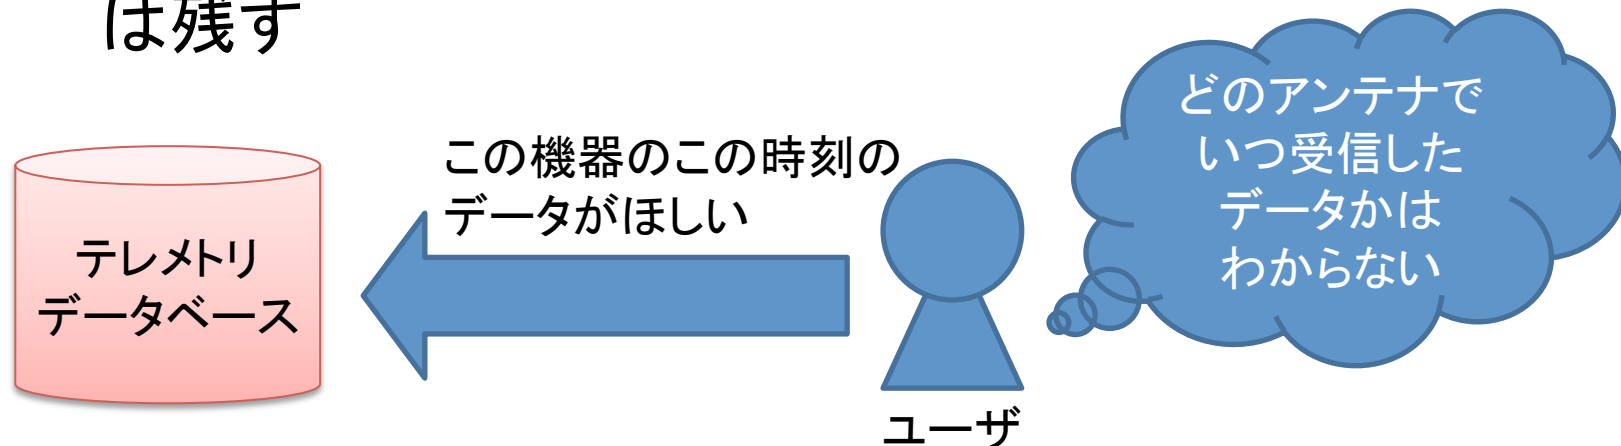 は残す
この機器のこの時刻の
データがほしい
テレメトリ
データベース
どのアンテナで
いつ受信した
データかは
わからない
ユーザ